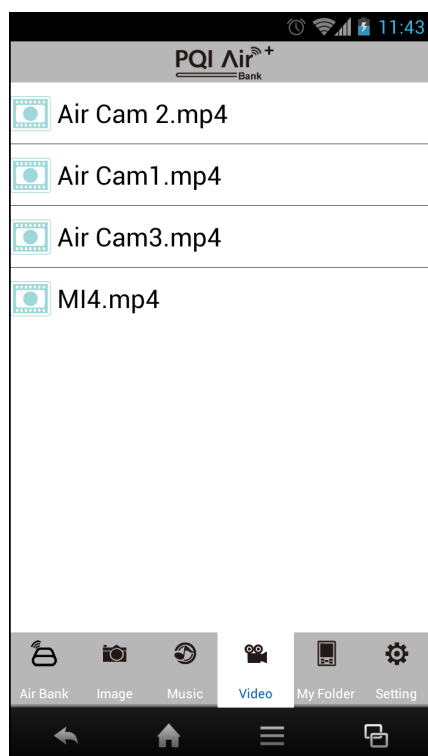 11:43
PQI Air+
Bank
Air Cam 2.mp4
Air Cam1.mp4
Air Cam3.mp4
MI4.mp4
Air Bank Image Music Video My Folder Setting